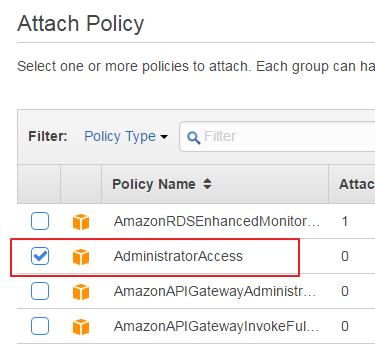 Attach Policy
Select one or more policies to attach. Each group can ha
Filter: Policy Type Filter
Policy Name Attac
AmazonRDSEnhancedMonitor... 1
AdministratorAccess 0
AmazonAPIGatewayAdministr... 0
AmazonAPIGatewayInvokeFul... 0